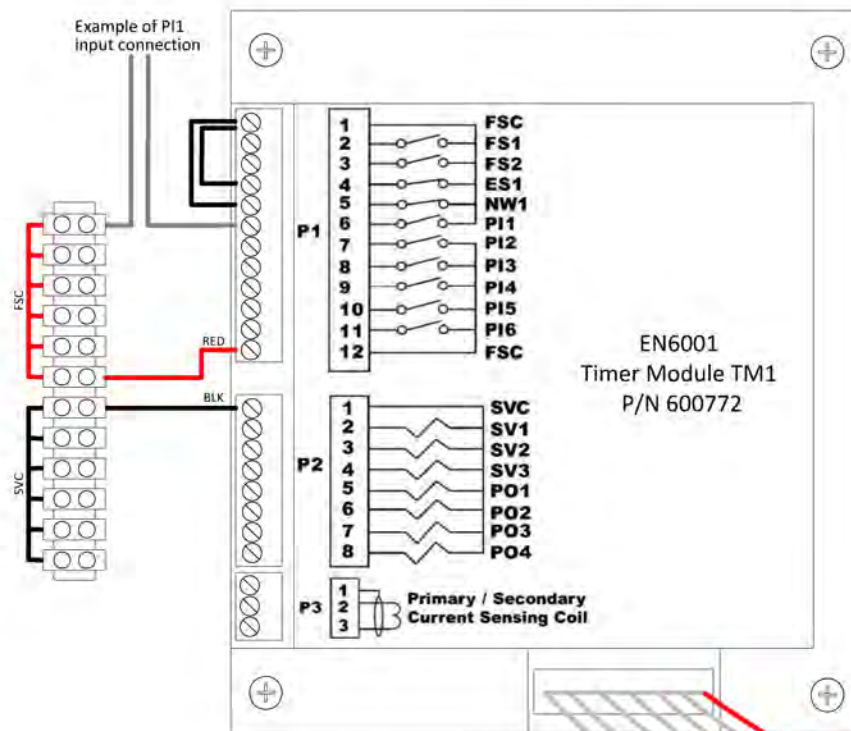 Example of PI1
input connection
FSC
RED
BLK
SVC
P1
1 FSC
2 FS1
3 FS2
4 ES1
5 NW1
6 PI1
7 PI2
8 PI3
9 PI4
10 PI5
11 PI6
12 FSC
P2
1 SVC
2 SV1
3 SV2
4 SV3
5 PO1
6 PO2
7 PO3
8 PO4
P3
1
2
3
Primary / Secondary
Current Sensing Coil
EN6001
Timer Module TM1
P/N 600772